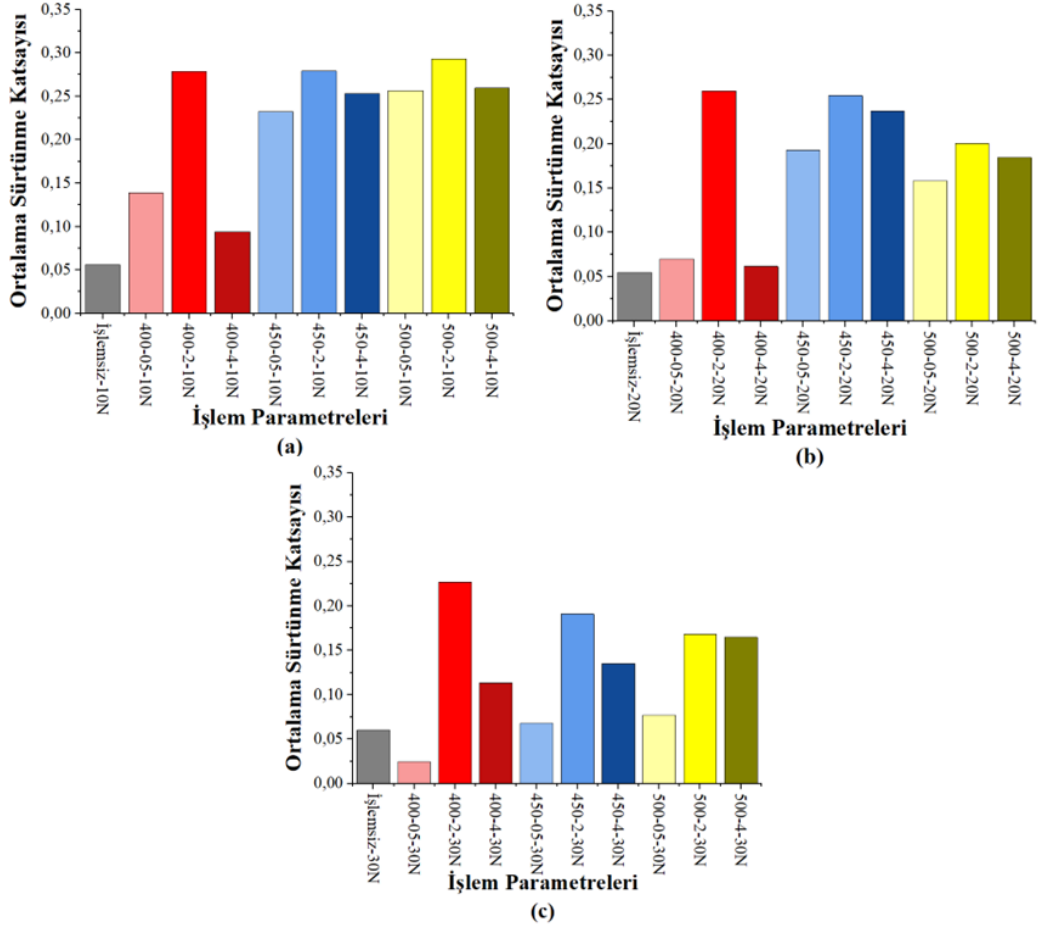 0,35
0,30
0,25
0,20
0,15
0,10
0,05
0,00
Ortalama Sürtünme Katsayısı
İşlemsiz-10N
400-05-10N
400-2-10N
400-4-10N
450-05-10N
450-2-10N
450-4-10N
500-05-10N
500-2-10N
500-4-10N
İşlem Parametreleri
(a)
0,35
0,30
0,25
0,20
0,15
0,10
0,05
0,00
Ortalama Sürtünme Katsayısı
İşlemsiz-20N
400-05-20N
400-2-20N
400-4-20N
450-05-20N
450-2-20N
450-4-20N
500-05-20N
500-2-20N
500-4-20N
İşlem Parametreleri
(b)
0,35
0,30
0,25
0,20
0,15
0,10
0,05
0,00
Ortalama Sürtünme Katsayısı
İşlemsiz-30N
400-05-30N
400-2-30N
400-4-30N
450-05-30N
450-2-30N
450-4-30N
500-05-30N
500-2-30N
500-4-30N
İşlem Parametreleri
(c)